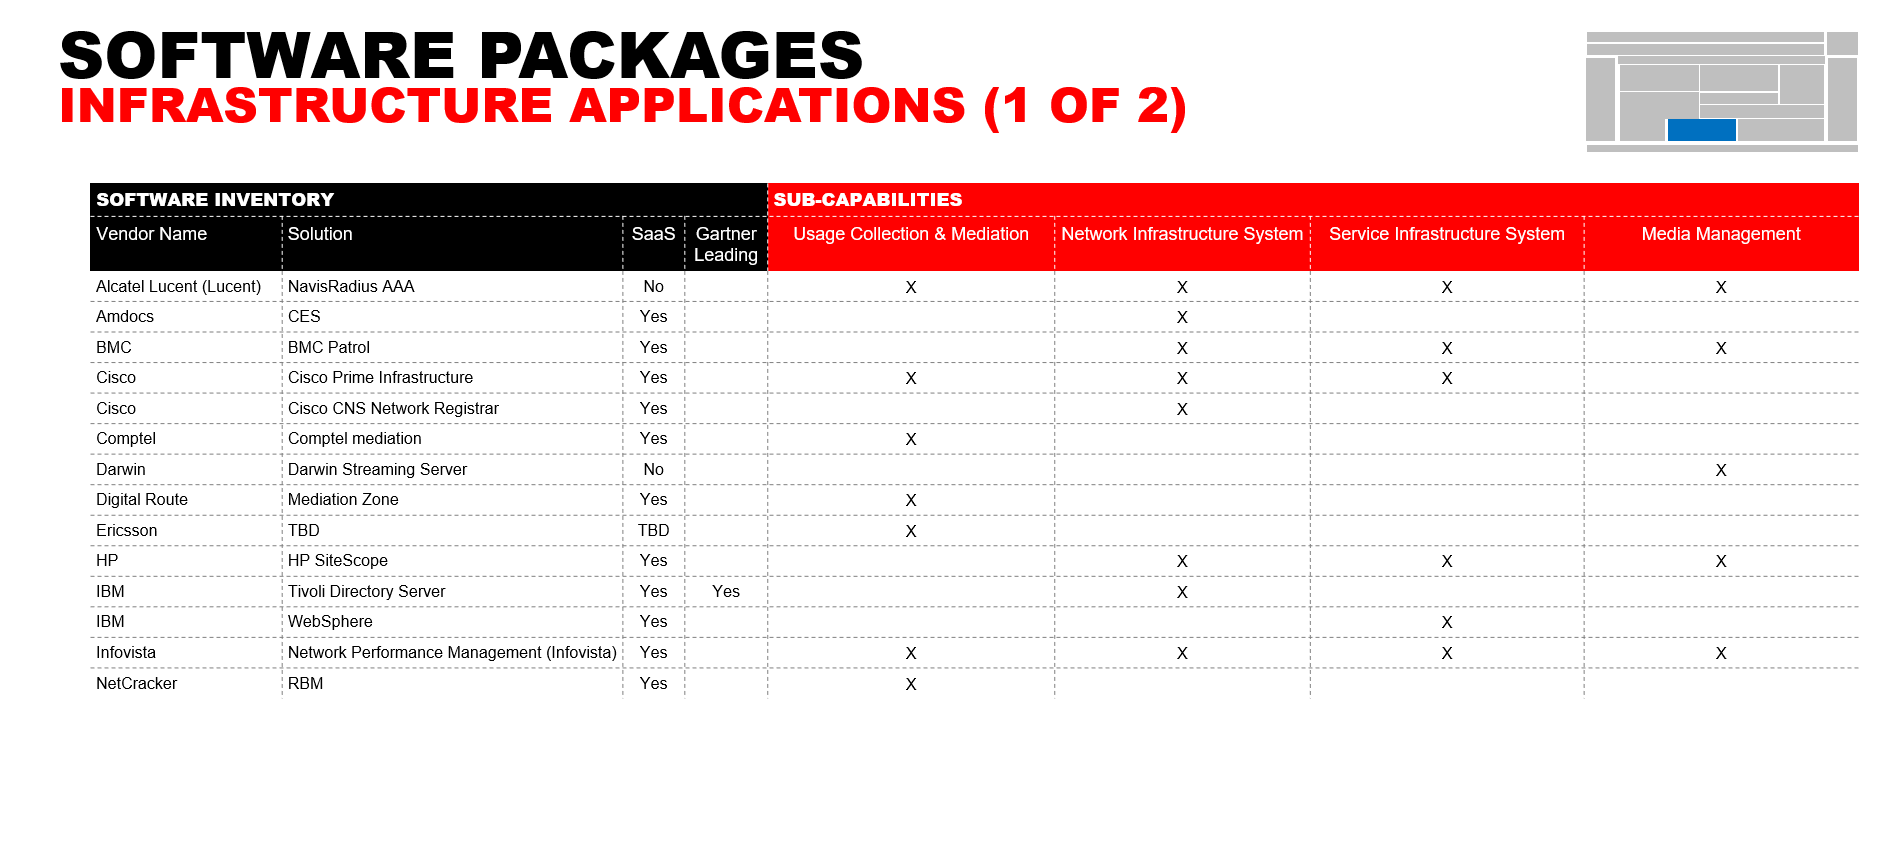 SOFTWARE PACKAGES
INFRASTRUCTURE APPLICATIONS (1 OF 2)
SOFTWARE INVENTORY SUB-CAPABILITIES
Vendor Name Solution SaaS Gartner Leading Usage Collection & Mediation Network Infrastructure System Service Infrastructure System Media Management
Alcatel Lucent (Lucent) NavisRadius AAA No X X X X
Amdocs CES Yes X
BMC BMC Patrol Yes X X X
Cisco Cisco Prime Infrastructure Yes X X X
Cisco Cisco CNS Network Registrar Yes X
Comptel Comptel mediation Yes X
Darwin Darwin Streaming Server No X
Digital Route Mediation Zone Yes X
Ericsson TBD TBD X
HP HP SiteScope Yes X X X
IBM Tivoli Directory Server Yes Yes X
IBM WebSphere Yes X
Infovista Network Performance Management (Infovista) Yes X X X X
NetCracker RBM Yes X